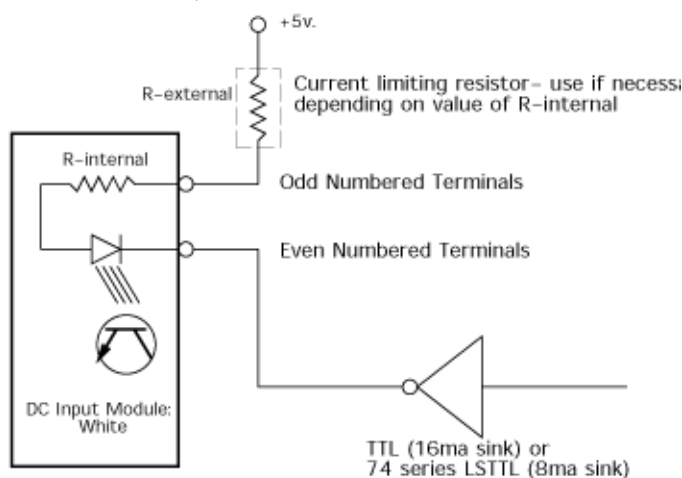 +5v.
R-external
Current limiting resistor- use if
depending on value of R-internal
R-internal
Odd Numbered Terminals
Even Numbered Terminals
DC Input Module:
White
TTL (16ma sink) or
74 series LSTTL (8ma sink)